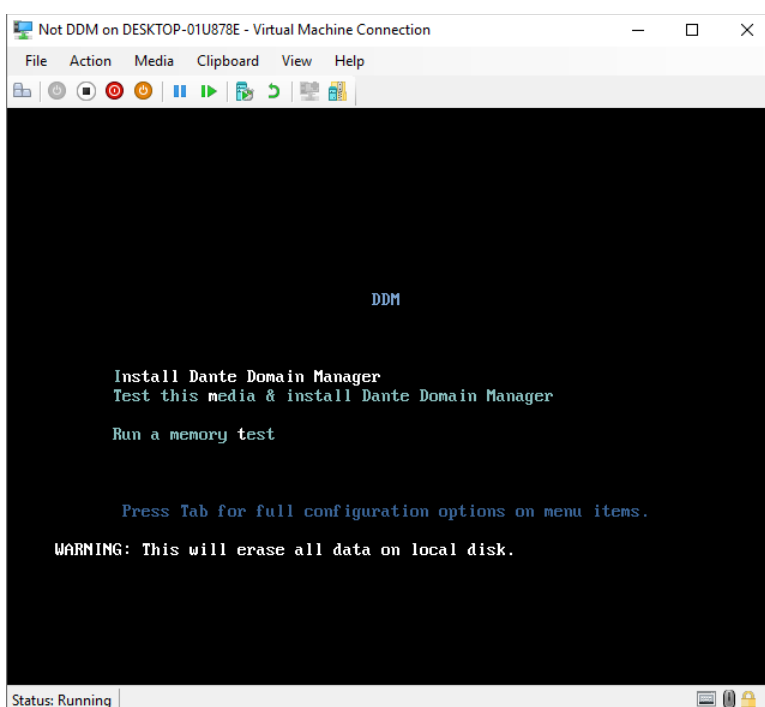 Not DDM on DESKTOP-01U878E - Virtual Machine Connection
File Action Media Clipboard View Help
DDM
Install Dante Domain Manager
Test this media & install Dante Domain Manager
Run a memory test
Press Tab for full configuration options on menu items.
WARNING: This will erase all data on local disk.
Status: Running